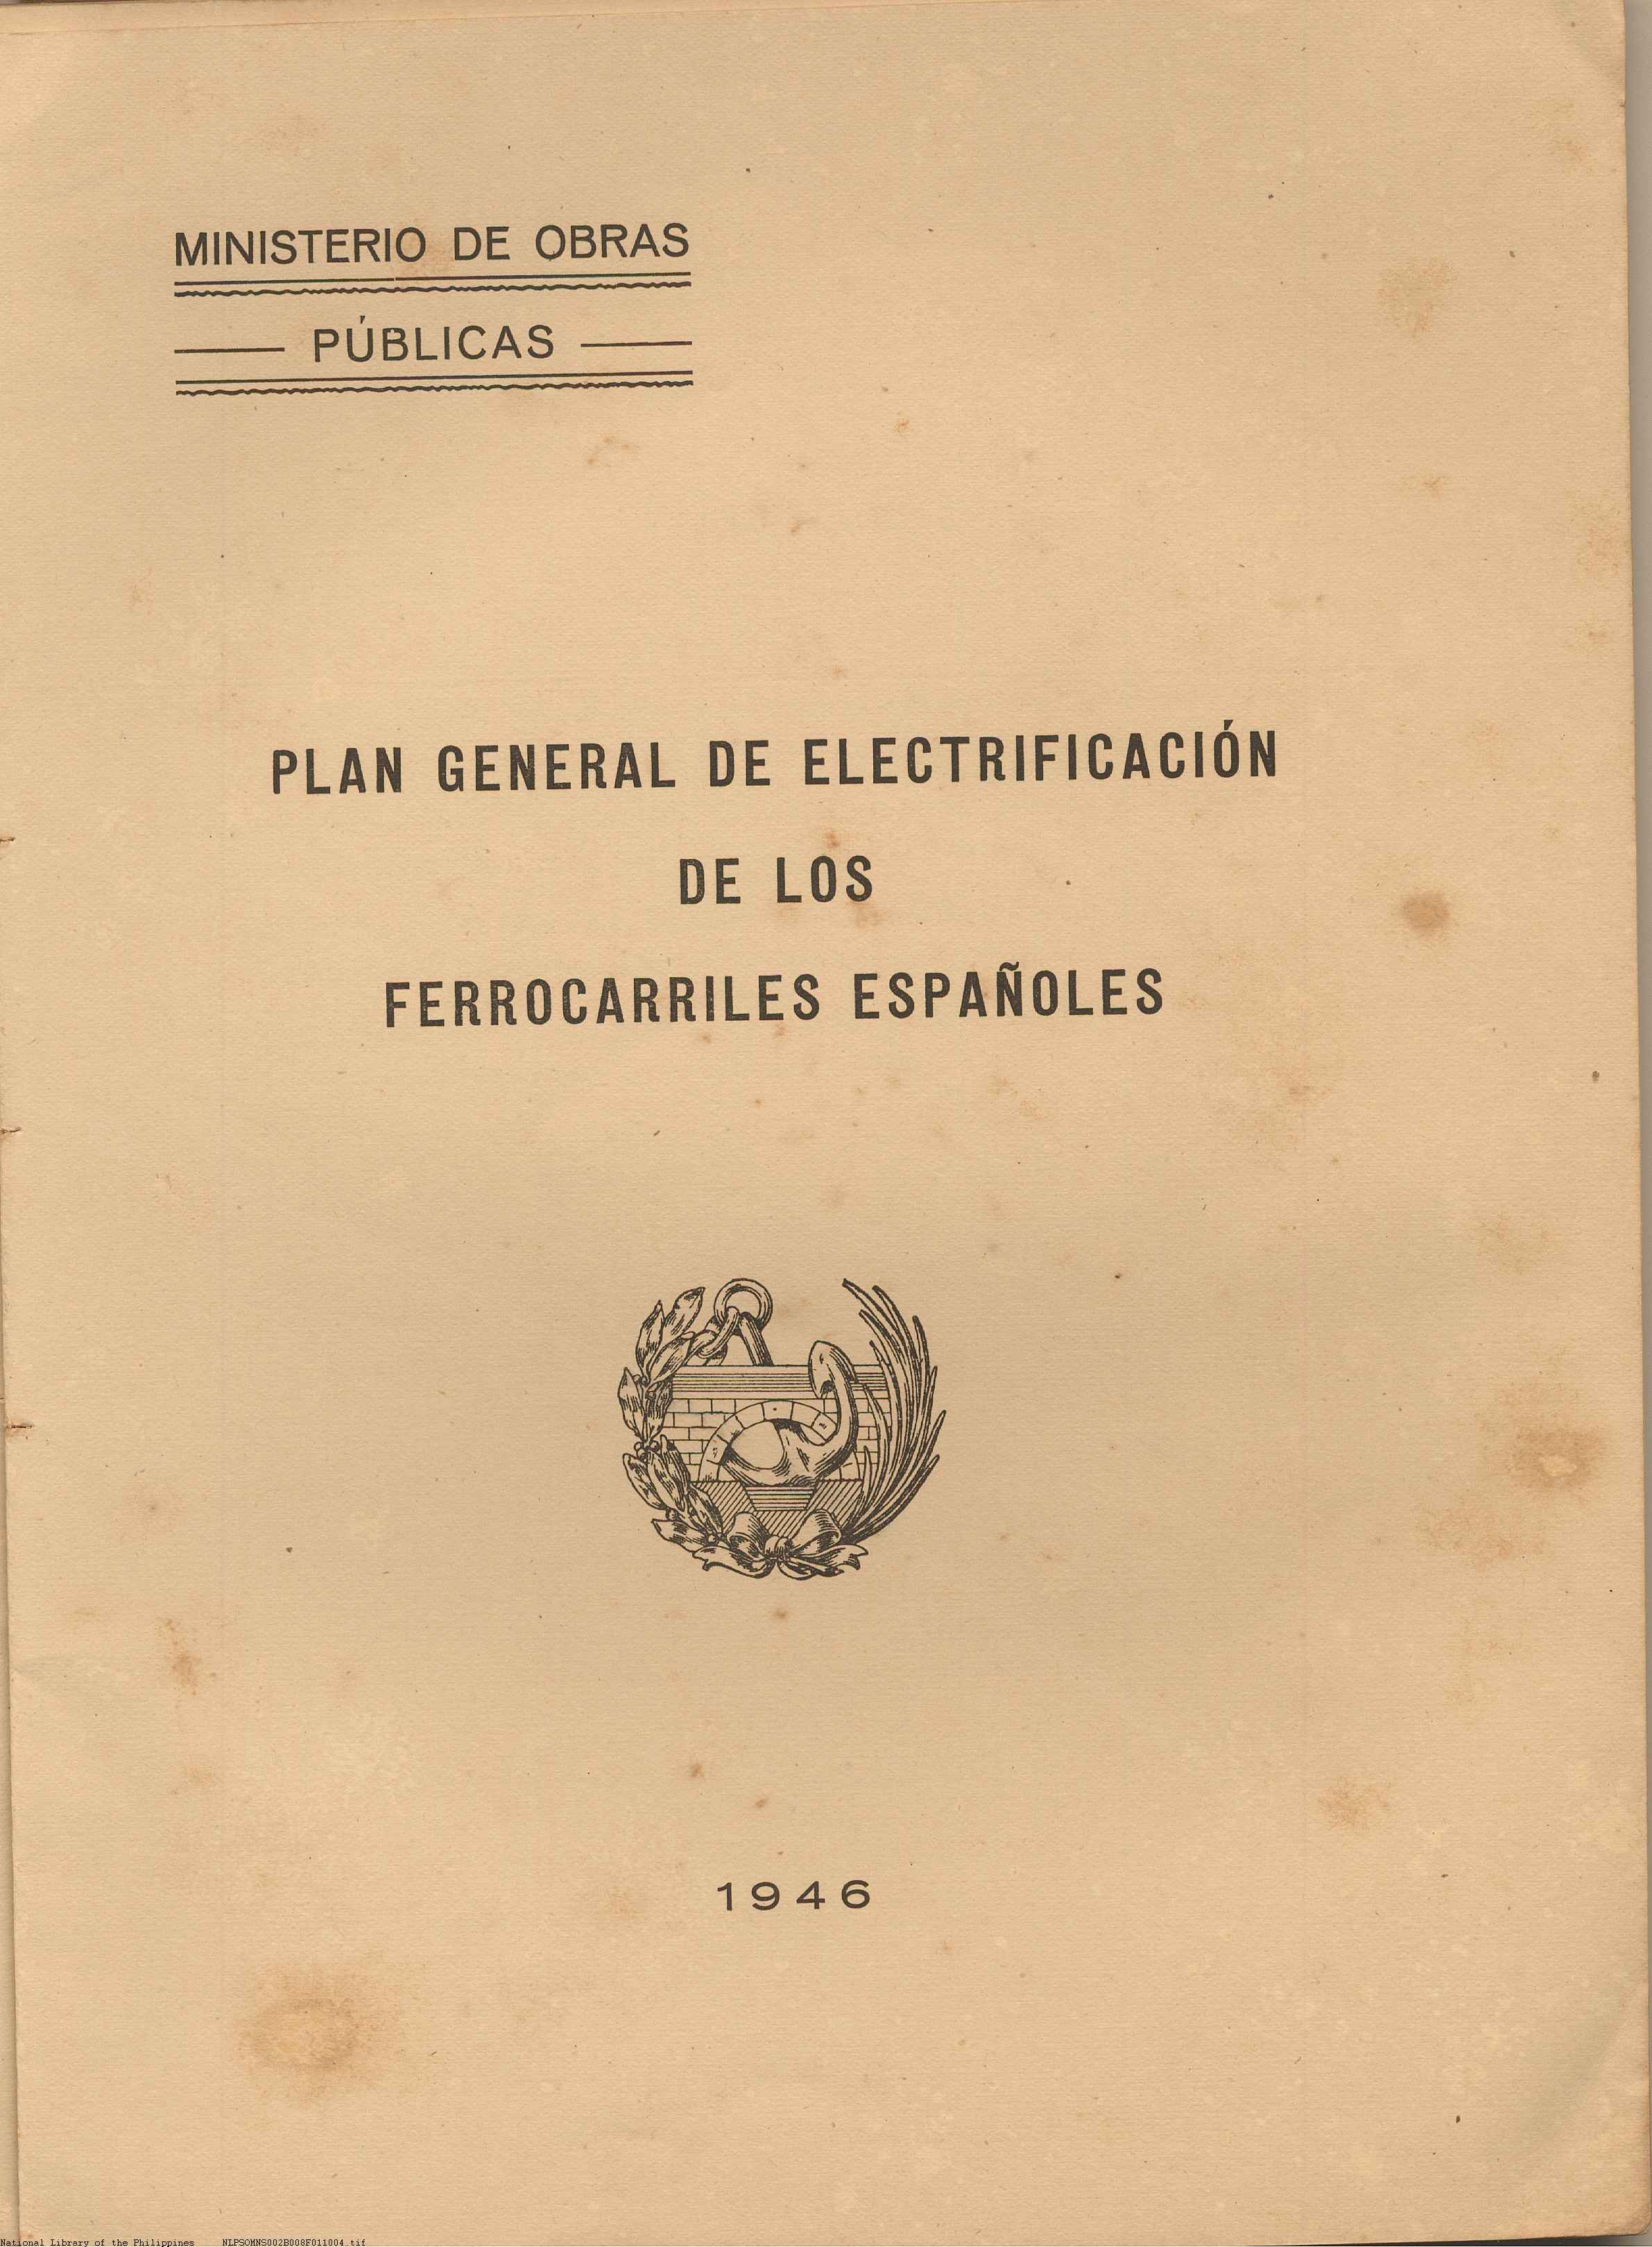 MINISTERIO DE OBRAS
PÚBLICAS
PLAN GENERAL DE ELECTRIFICACIÓN
DE LOS
FERROCARRILES ESPAÑOLES
1946
National Library of the Philippines NLPSOMNS002B008F011004.tif